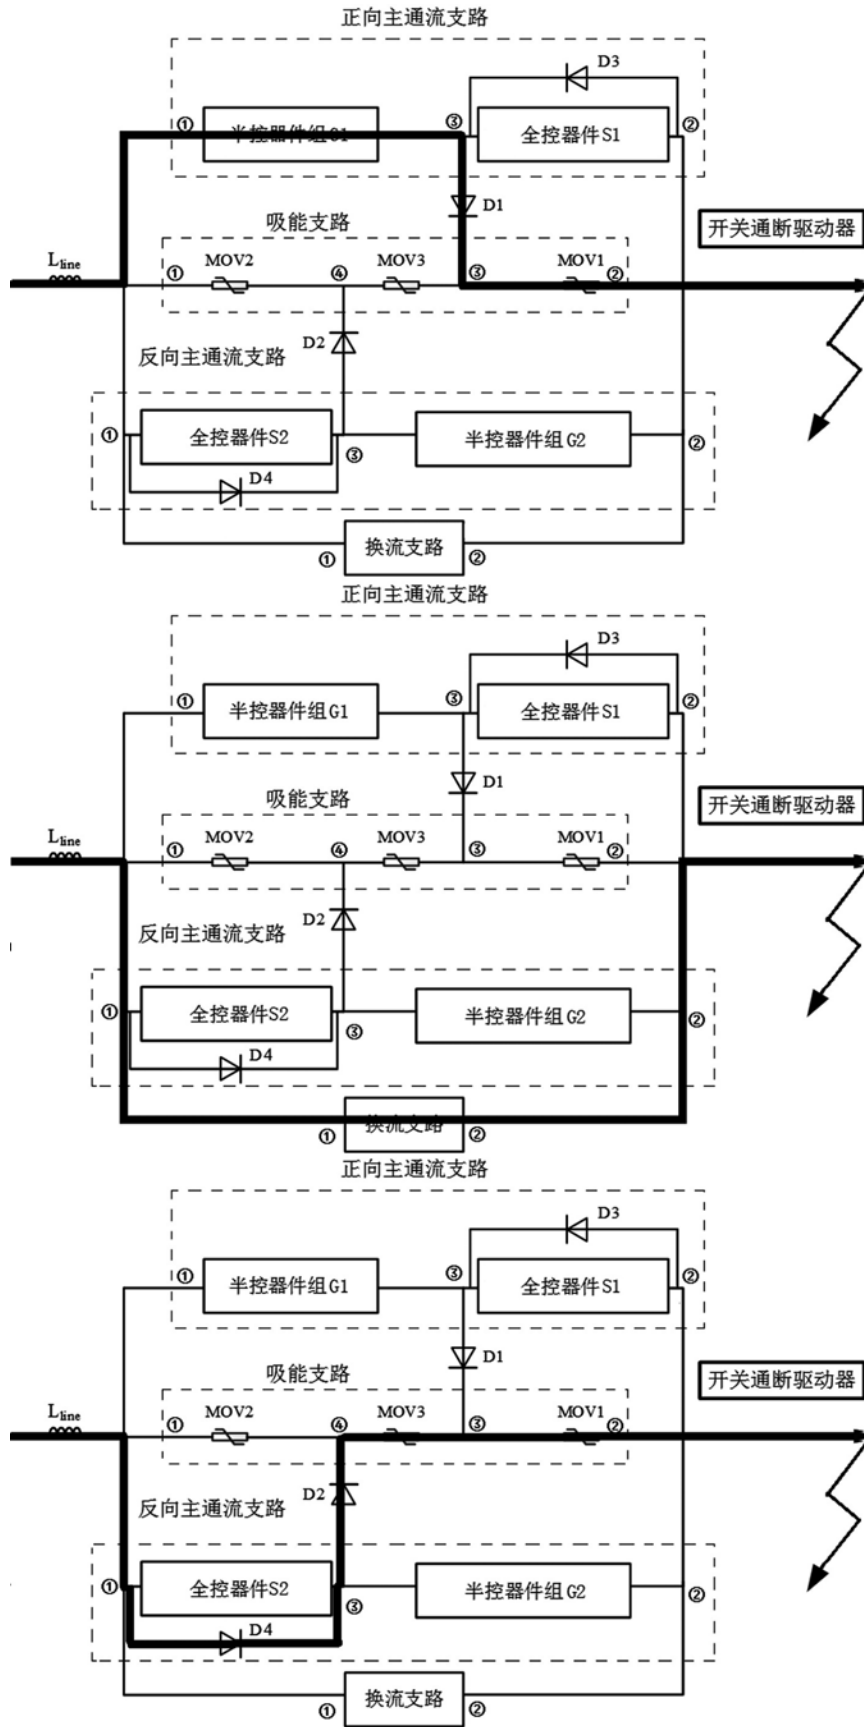 正向主通流支路
D3
① 半控器件组G1 ③ 全控器件S1 ②
D1
吸能支路
开关通断驱动器
Lline ① MOV2 ④ MOV3 ③ MOV1 ②
D2
反向主通流支路
① 全控器件S2 ③ 半控器件组G2 ②
D4
① 换流支路 ②
正向主通流支路
D3
① 半控器件组G1 ③ 全控器件S1 ②
D1
吸能支路
开关通断驱动器
Lline ① MOV2 ④ MOV3 ③ MOV1 ②
D2
反向主通流支路
① 全控器件S2 ③ 半控器件组G2 ②
D4
① 换流支路 ②
正向主通流支路
D3
① 半控器件组G1 ③ 全控器件S1 ②
D1
吸能支路
开关通断驱动器
Lline ① MOV2 ④ MOV3 ③ MOV1 ②
D2
反向主通流支路
① 全控器件S2 ③ 半控器件组G2 ②
D4
① 换流支路 ②